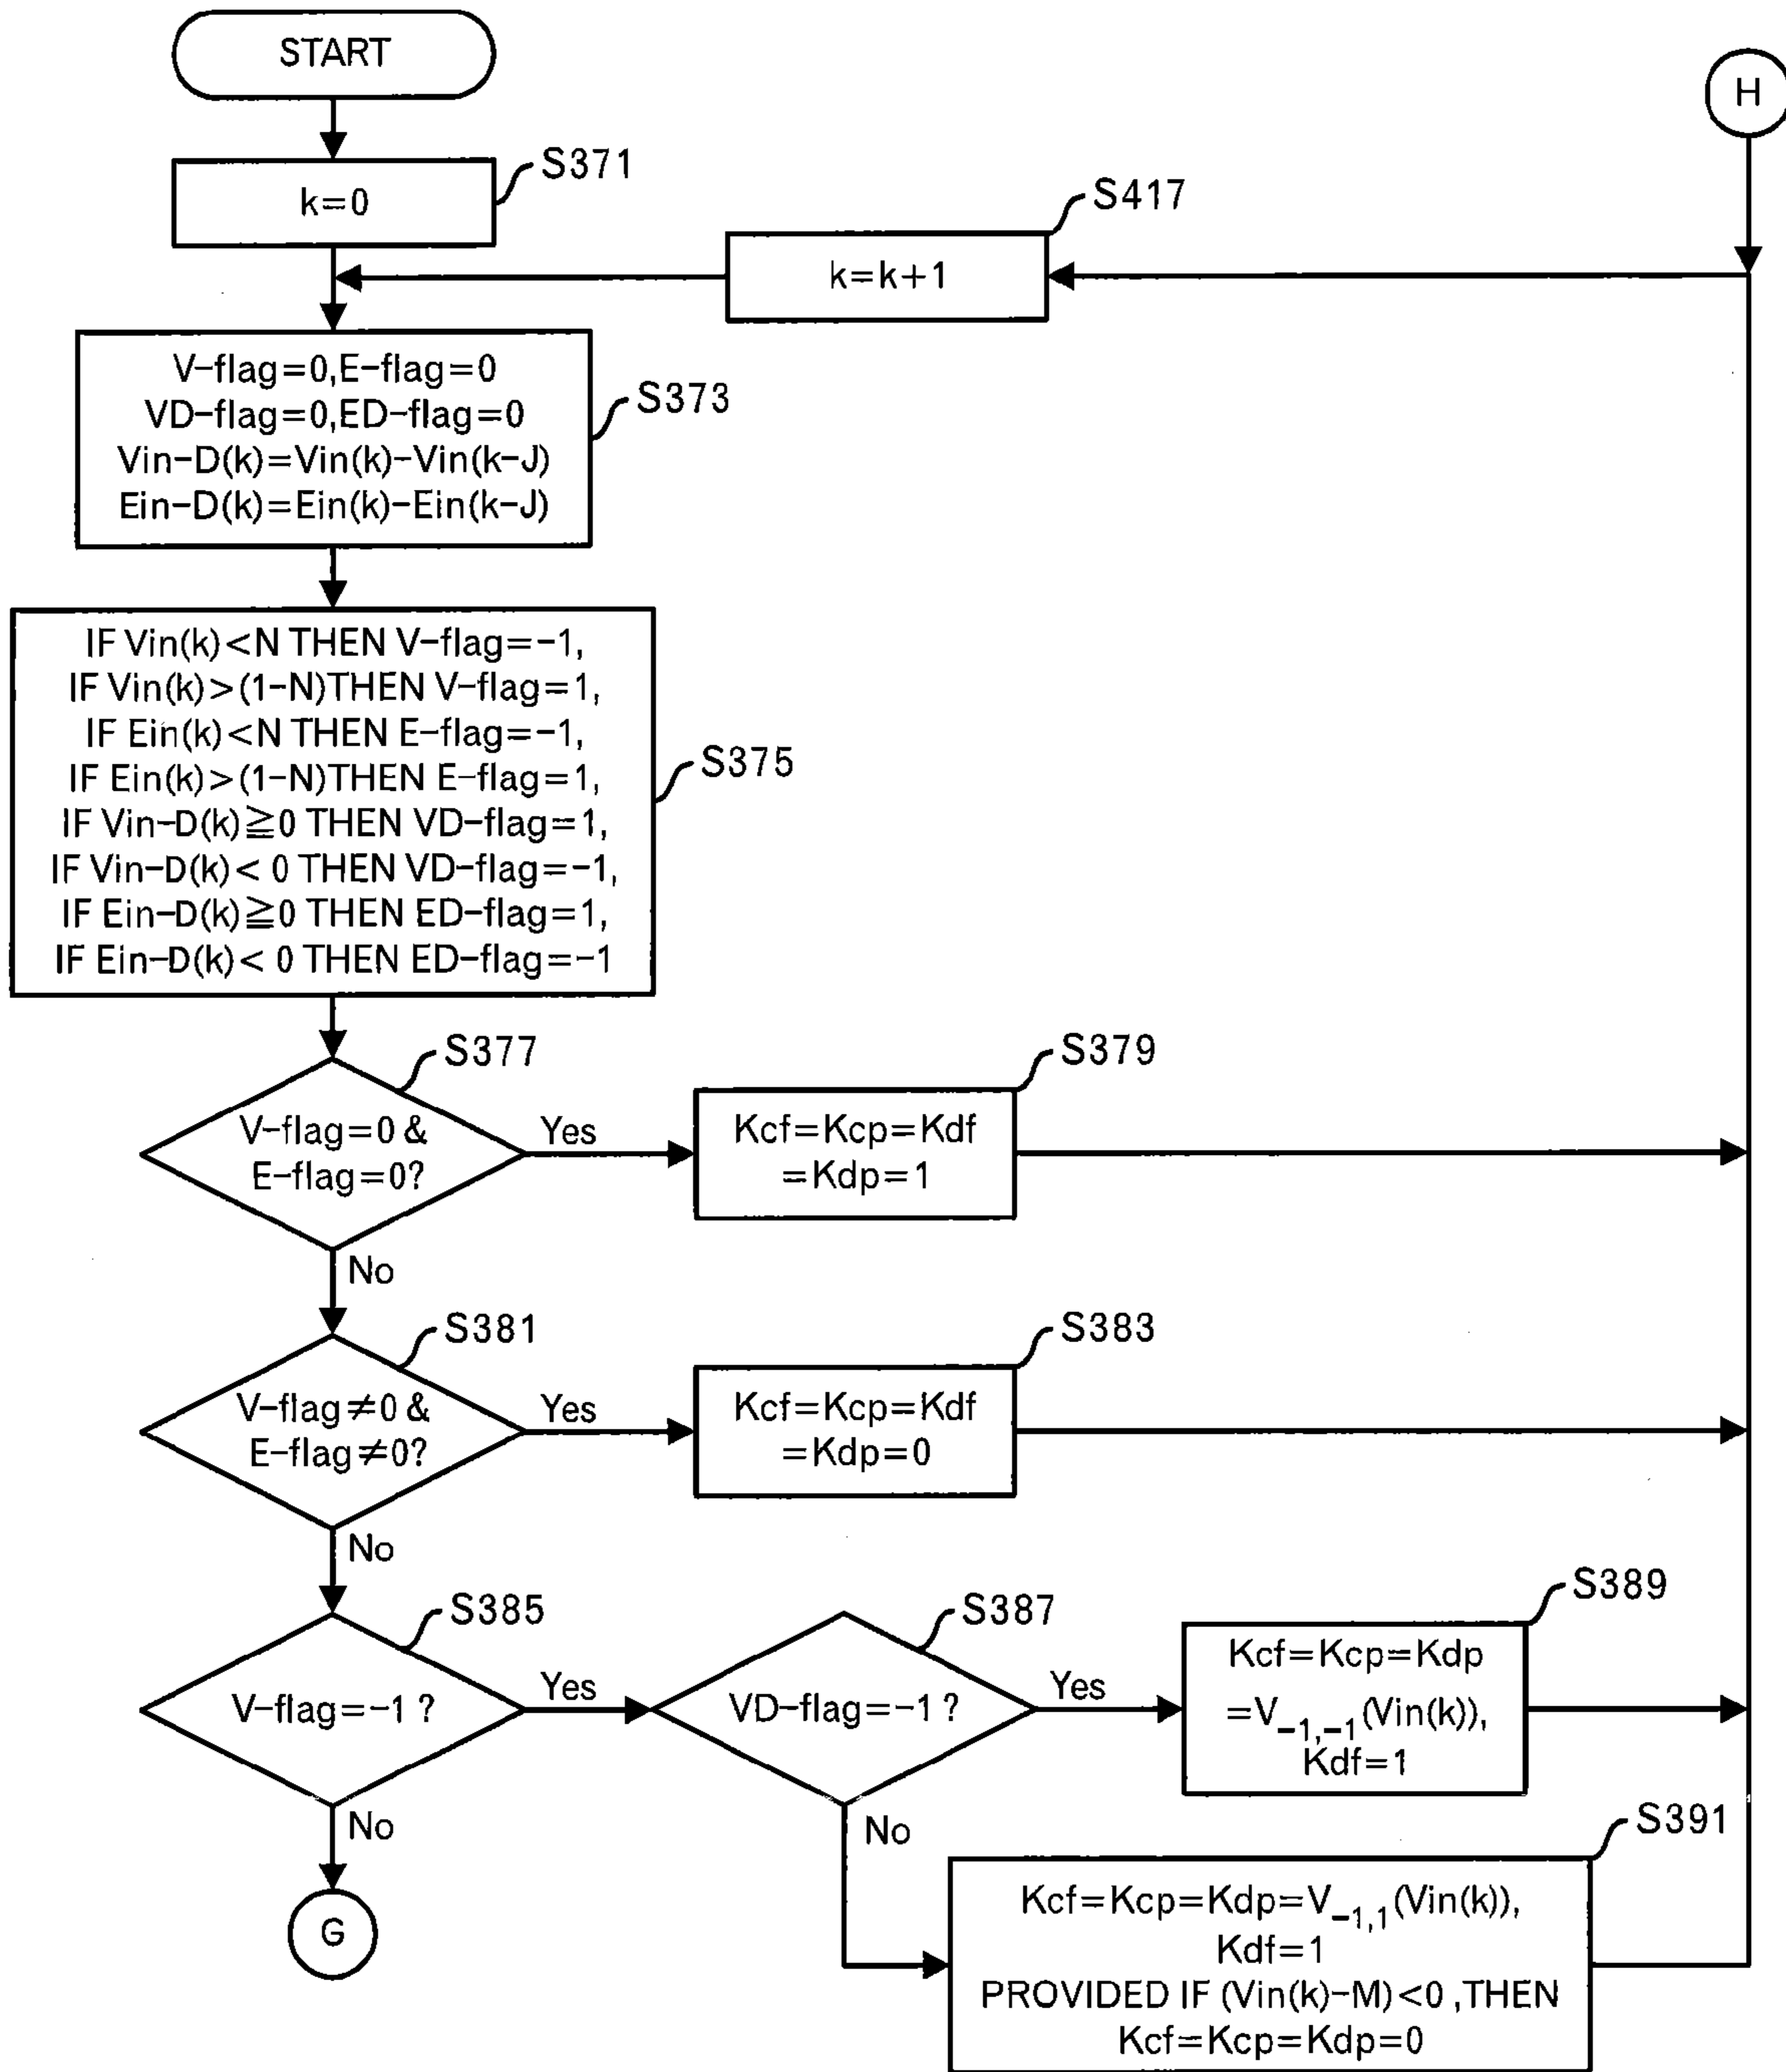 START
H
S371
k=0
S417
k=k+1
V-flag=0,E-flag=0
VD-flag=0,ED-flag=0
Vin-D(k)=Vin(k)-Vin(k-J)
Ein-D(k)=Ein(k)-Ein(k-J)
S373
IF Vin(k)<N THEN V-flag=-1,
IF Vin(k)>(1-N)THEN V-flag=1,
IF Ein(k)<N THEN E-flag=-1,
IF Ein(k)>(1-N)THEN E-flag=1,
IF Vin-D(k)≧0 THEN VD-flag=1,
IF Vin-D(k)< 0 THEN VD-flag=-1,
IF Ein-D(k)≧0 THEN ED-flag=1,
IF Ein-D(k)< 0 THEN ED-flag=-1
S375
S377
V-flag=0 &
E-flag=0?
Yes
No
S379
Kcf=Kcp=Kdf
=Kdp=1
S381
V-flag≠0 &
E-flag≠0?
Yes
No
S383
Kcf=Kcp=Kdf
=Kdp=0
S385
V-flag=-1 ?
Yes
No
S387
VD-flag=-1 ?
Yes
No
S389
Kcf=Kcp=Kdp
=V₋₁,₋₁(Vin(k)),
Kdf=1
S391
Kcf=Kcp=Kdp=V₋₁,₁(Vin(k)),
Kdf=1
PROVIDED IF (Vin(k)-M)<0 ,THEN
Kcf=Kcp=Kdp=0
G